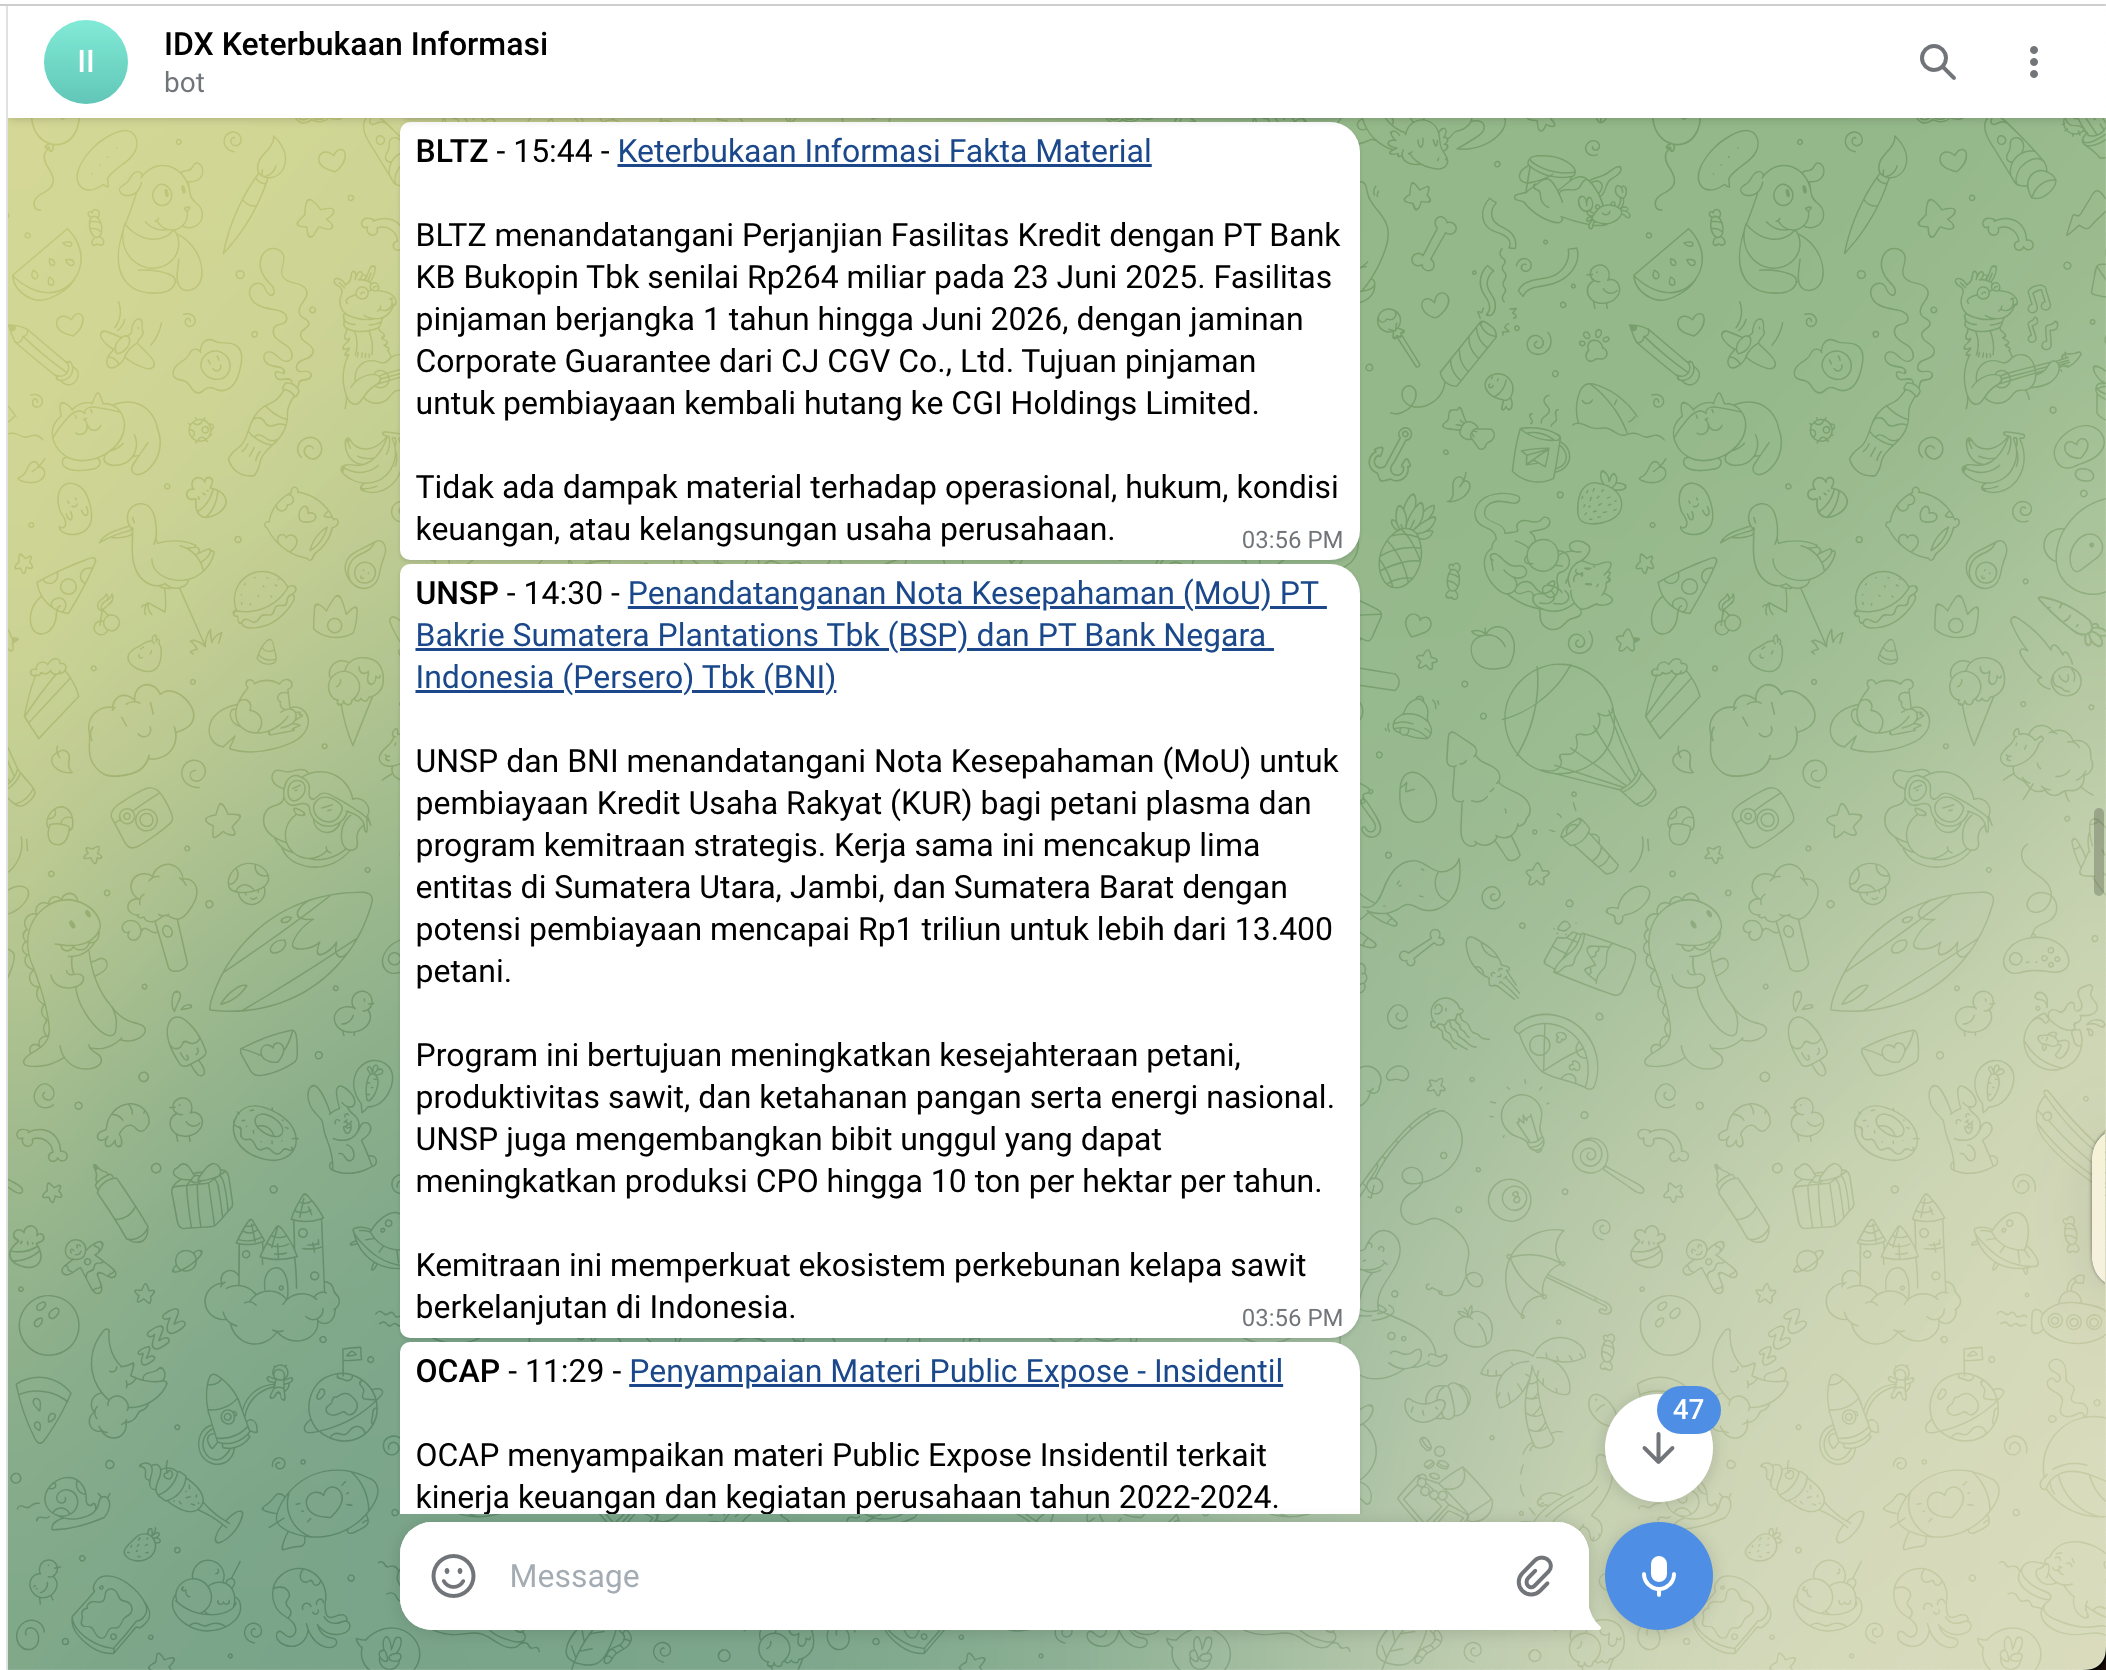 II
IDX Keterbukaan Informasi
bot
BLTZ - 15:44 - Keterbukaan Informasi Fakta Material
BLTZ menandatangani Perjanjian Fasilitas Kredit dengan PT Bank
KB Bukopin Tbk senilai Rp264 miliar pada 23 Juni 2025. Fasilitas
pinjaman berjangka 1 tahun hingga Juni 2026, dengan jaminan
Corporate Guarantee dari CJ CGV Co., Ltd. Tujuan pinjaman
untuk pembiayaan kembali hutang ke CGI Holdings Limited.
Tidak ada dampak material terhadap operasional, hukum, kondisi
keuangan, atau kelangsungan usaha perusahaan.
03:56 PM
UNSP - 14:30 - Penandatanganan Nota Kesepahaman (MoU) PT
Bakrie Sumatera Plantations Tbk (BSP) dan PT Bank Negara
Indonesia (Persero) Tbk (BNI)
UNSP dan BNI menandatangani Nota Kesepahaman (MoU) untuk
pembiayaan Kredit Usaha Rakyat (KUR) bagi petani plasma dan
program kemitraan strategis. Kerja sama ini mencakup lima
entitas di Sumatera Utara, Jambi, dan Sumatera Barat dengan
potensi pembiayaan mencapai Rp1 triliun untuk lebih dari 13.400
petani.
Program ini bertujuan meningkatkan kesejahteraan petani,
produktivitas sawit, dan ketahanan pangan serta energi nasional.
UNSP juga mengembangkan bibit unggul yang dapat
meningkatkan produksi CPO hingga 10 ton per hektar per tahun.
Kemitraan ini memperkuat ekosistem perkebunan kelapa sawit
berkelanjutan di Indonesia.
03:56 PM
OCAP - 11:29 - Penyampaian Materi Public Expose - Insidentil
OCAP menyampaikan materi Public Expose Insidentil terkait
kinerja keuangan dan kegiatan perusahaan tahun 2022-2024.
47
Message